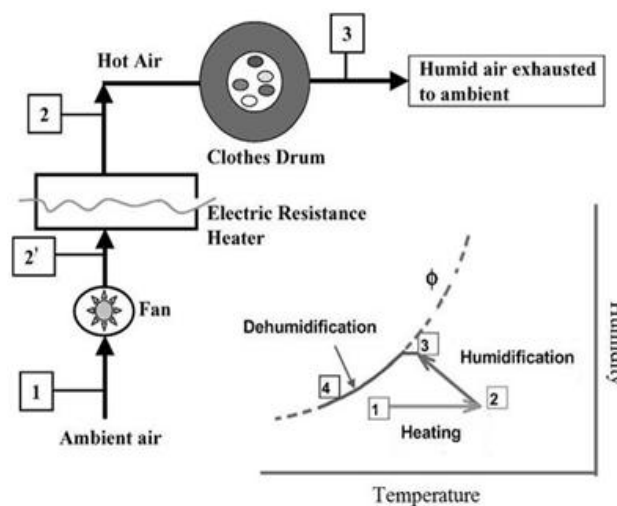 3
Hot Air
Humid air exhausted
to ambient
2
Clothes Drum
Electric Resistance
Heater
2'
Fan
1
Ambient air
ϕ
Dehumidification
3
Humidification
4
1
2
Heating
Humidity
Temperature